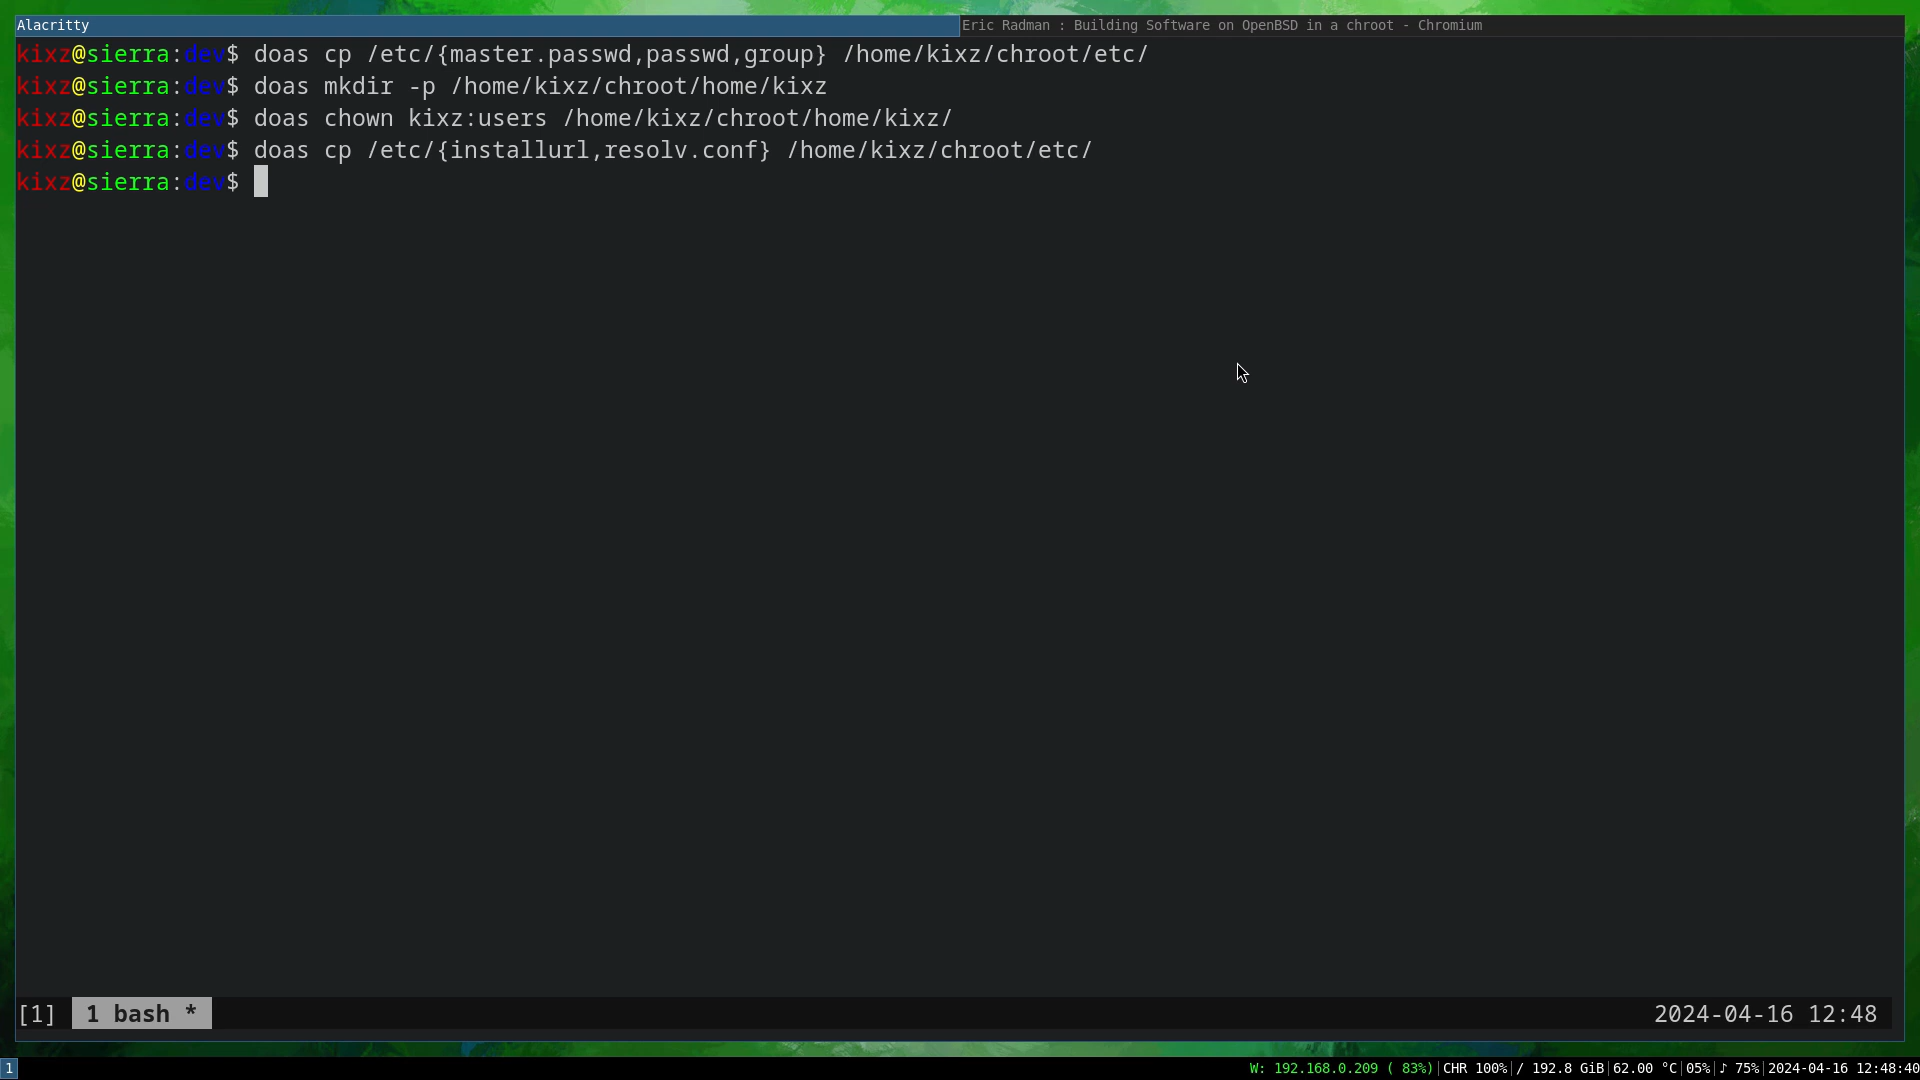 Alacritty
Eric Radman : Building Software on OpenBSD in a chroot - Chromium
kixz@sierra:dev$ doas cp /etc/{master.passwd,passwd,group} /home/kixz/chroot/etc/
kixz@sierra:dev$ doas mkdir -p /home/kixz/chroot/home/kixz
kixz@sierra:dev$ doas chown kixz:users /home/kixz/chroot/home/kixz/
kixz@sierra:dev$ doas cp /etc/{installurl,resolv.conf} /home/kixz/chroot/etc/
kixz@sierra:dev$
[1] 1 bash * 2024-04-16 12:48
1 W: 192.168.0.209 ( 83%)|CHR 100%|/ 192.8 GiB|62.00 °C|05%|♪ 75%|2024-04-16 12:48:40